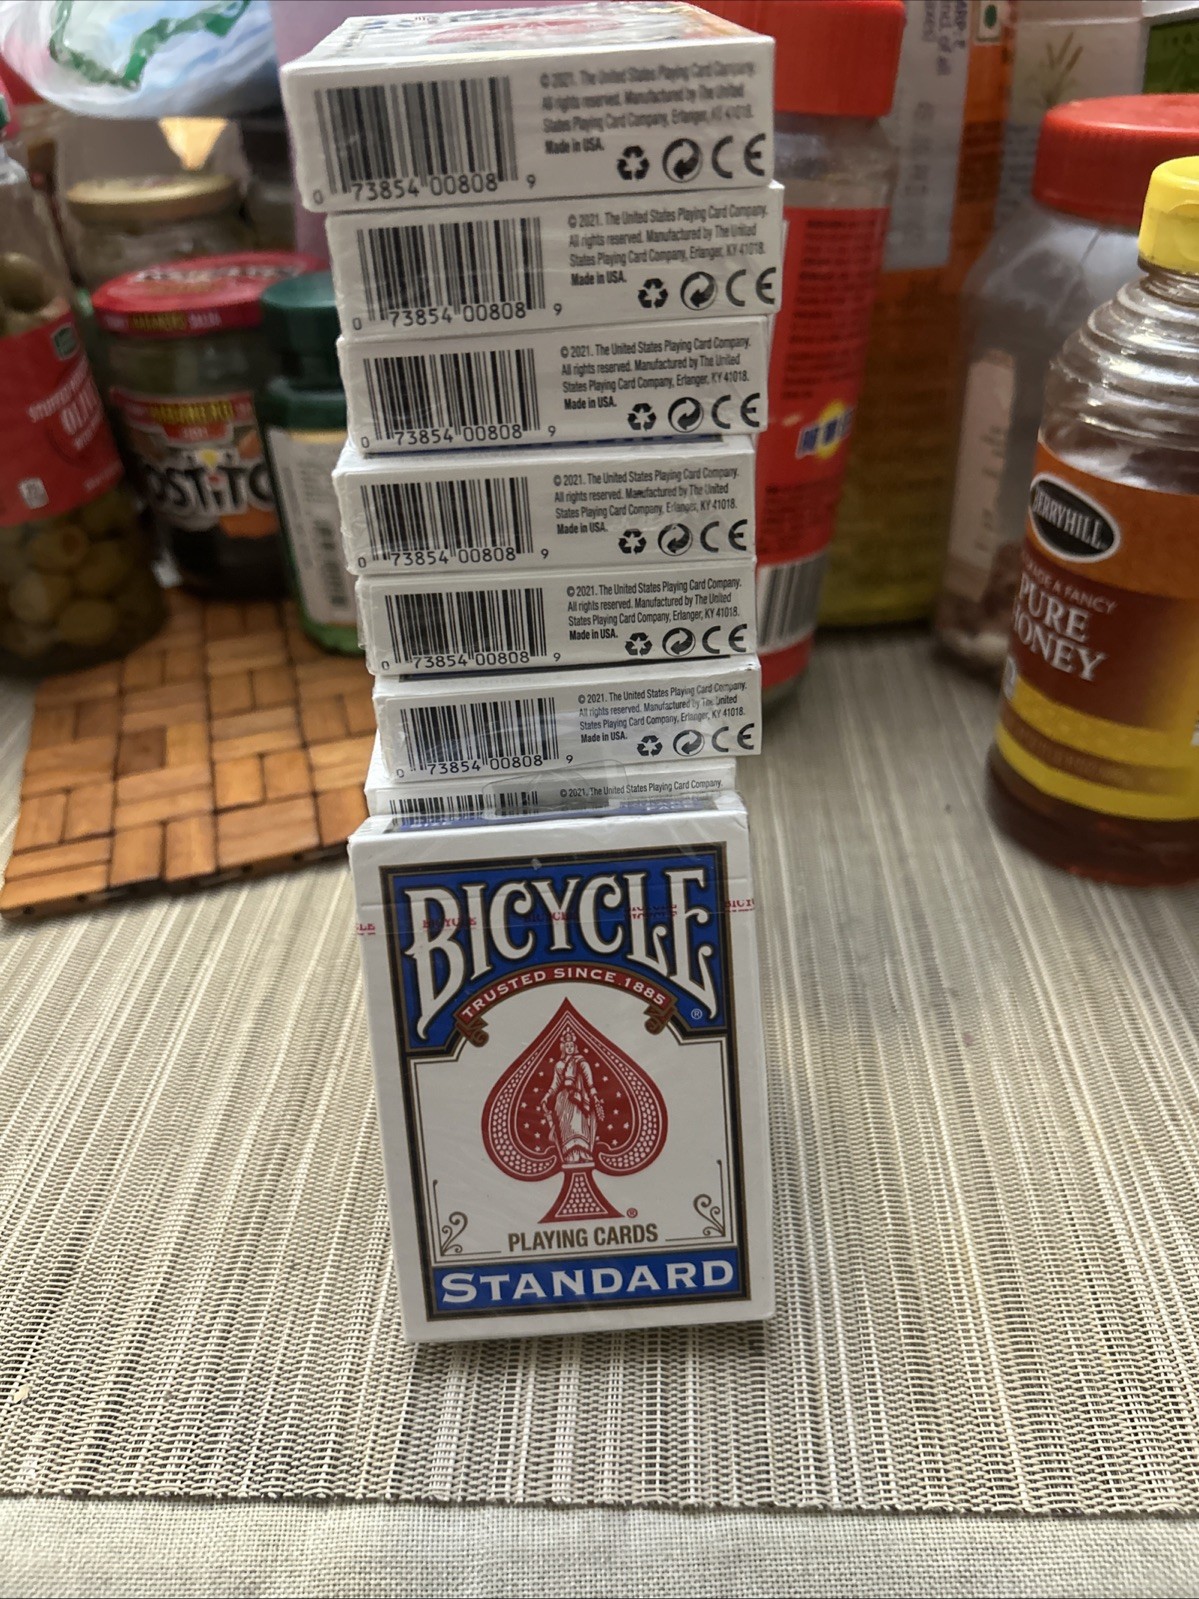 © 2021. The United States Playing Card Company.
All rights reserved. Manufactured by The United
States Playing Card Company, Erlanger, KY 41018.
Made in USA.
CE
0 73854 00808 9
© 2021. The United States Playing Card Company.
All rights reserved. Manufactured by The United
States Playing Card Company, Erlanger, KY 41018.
Made in USA.
CE
0 73854 00808 9
© 2021. The United States Playing Card Company.
All rights reserved. Manufactured by The United
States Playing Card Company, Erlanger, KY 41018.
Made in USA.
CE
0 73854 00808 9
© 2021. The United States Playing Card Company.
All rights reserved. Manufactured by The United
States Playing Card Company, Erlanger, KY 41018.
Made in USA.
CE
0 73854 00808 9
© 2021. The United States Playing Card Company.
All rights reserved. Manufactured by The United
States Playing Card Company, Erlanger, KY 41018.
Made in USA.
CE
0 73854 00808 9
© 2021. The United States Playing Card Company.
All rights reserved. Manufactured by The United
States Playing Card Company, Erlanger, KY 41018.
Made in USA.
CE
0 73854 00808 9
© 2021. The United States Playing Card Company.
BICYCLE
TRUSTED SINCE 1885
®
®
PLAYING CARDS
STANDARD
BERRYHILL
GRADE A FANCY
PURE
HONEY